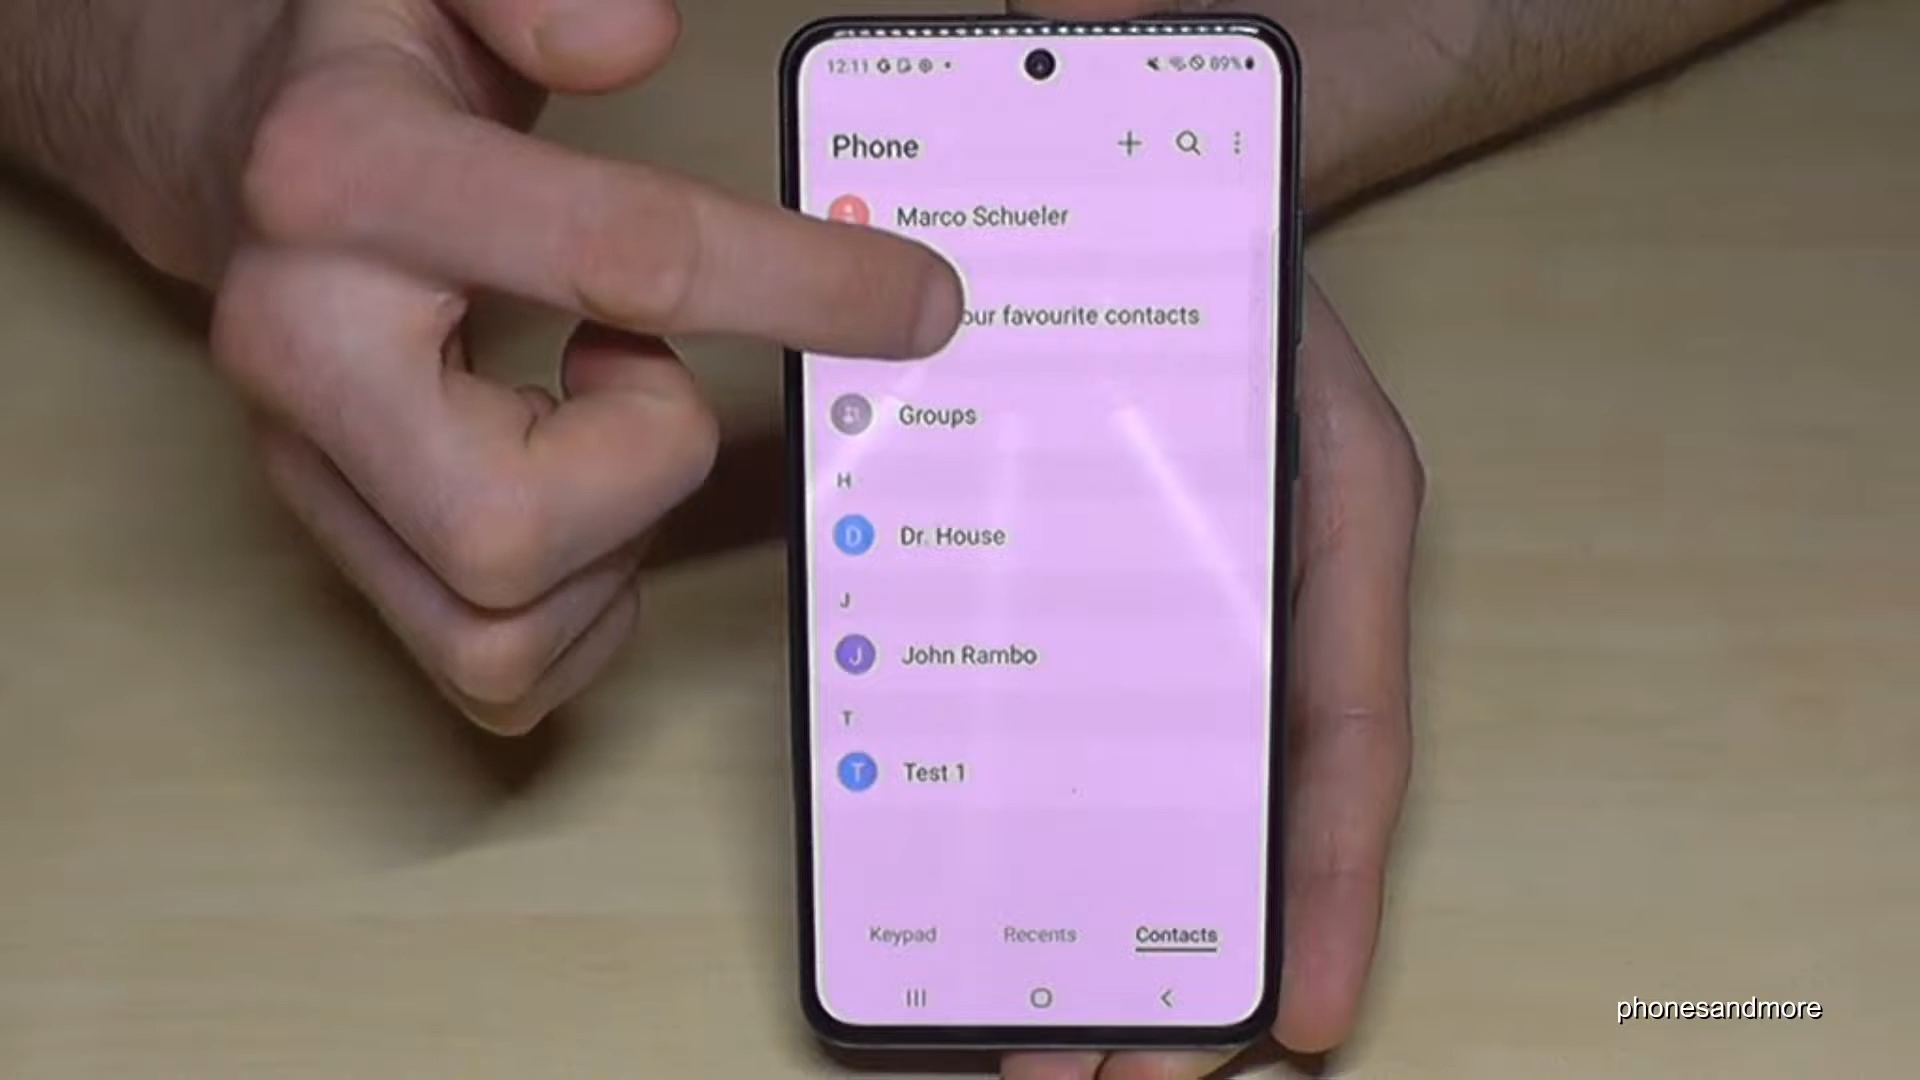 12:11 89%
Phone
Marco Schueler
our favourite contacts
Groups
H
D Dr. House
J
J John Rambo
T
T Test 1
Keypad Recents Contacts
phonesandmore